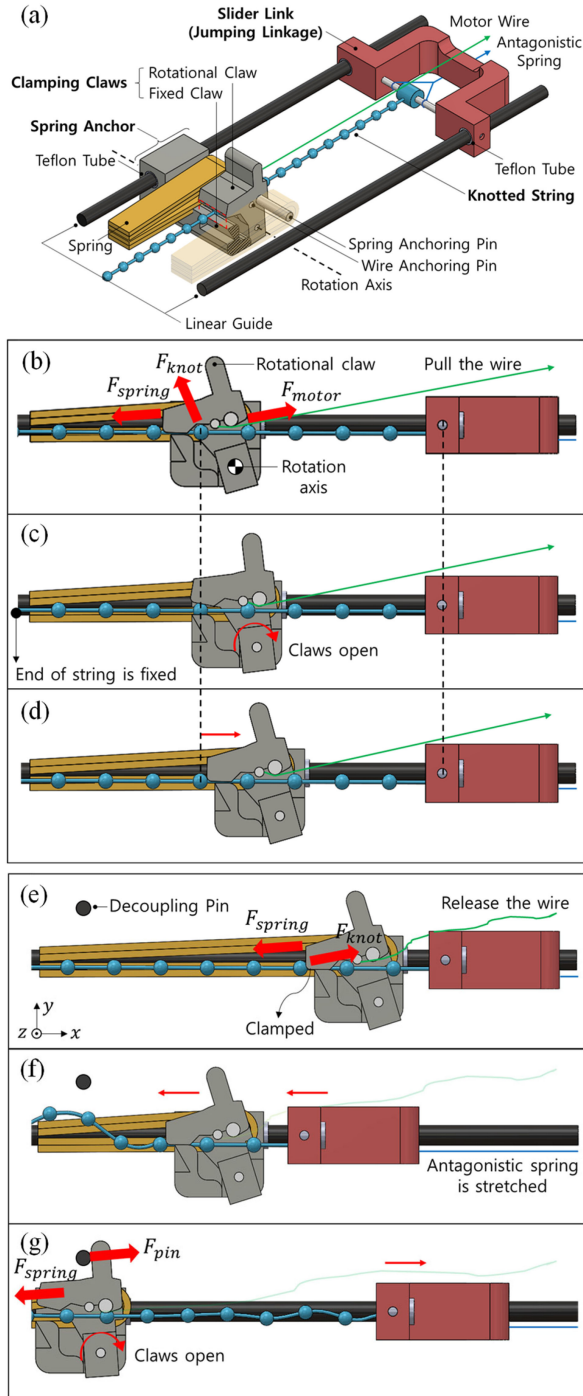 (a)
Slider Link
(Jumping Linkage)
Motor Wire
Antagonistic
Spring
Clamping Claws
Rotational Claw
Fixed Claw
Spring Anchor
Teflon Tube
Teflon Tube
Knotted String
Spring
Spring Anchoring Pin
Wire Anchoring Pin
Rotation Axis
Linear Guide
(b)
F_knot
Rotational claw
Pull the wire
F_spring
F_motor
Rotation
axis
(c)
Claws open
End of string is fixed
(d)
(e)
Decoupling Pin
Release the wire
F_spring
F_knot
Clamped
y
z
x
(f)
Antagonistic spring
is stretched
(g)
F_pin
F_spring
Claws open